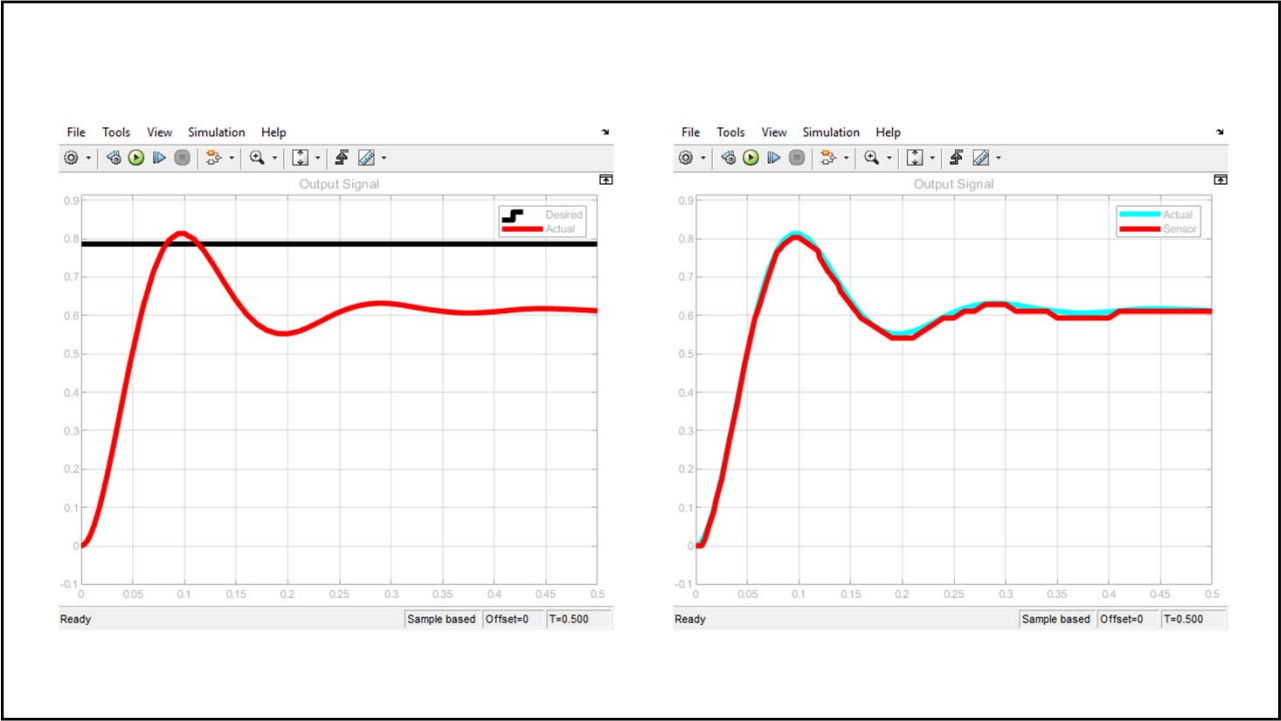 File Tools View Simulation Help
Output Signal
Desired
Actual
0.9
0.8
0.7
0.6
0.5
0.4
0.3
0.2
0.1
0
-0.1
0 0.05 0.1 0.15 0.2 0.25 0.3 0.35 0.4 0.45 0.5
Ready Sample based Offset=0 T=0.500
File Tools View Simulation Help
Output Signal
Actual
Sensor
0.9
0.8
0.7
0.6
0.5
0.4
0.3
0.2
0.1
0
-0.1
0 0.05 0.1 0.15 0.2 0.25 0.3 0.35 0.4 0.45 0.5
Ready Sample based Offset=0 T=0.500